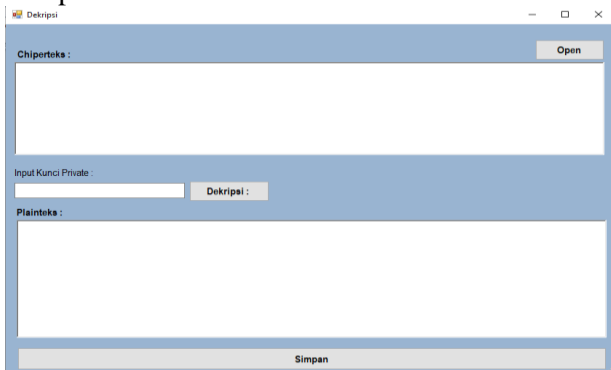 Dekripsi
Open
Chiperteks :
Input Kunci Private :
Dekripsi :
Plainteks :
Simpan